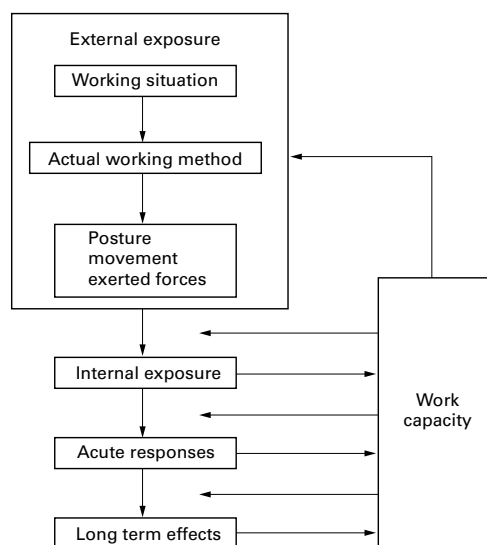 External exposure
Working situation
Actual working method
Posture
movement
exerted forces
Internal exposure
Work
capacity
Acute responses
Long term effects